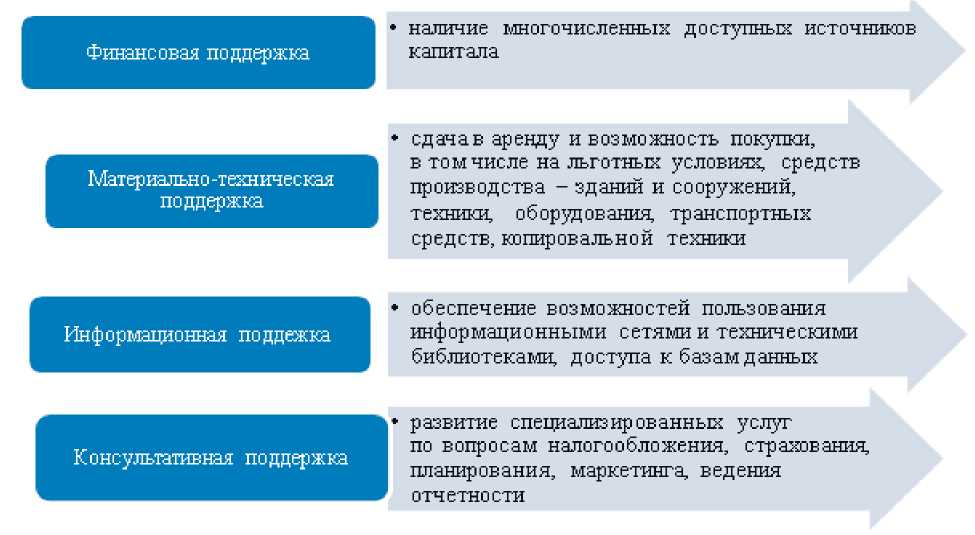 Финансовая поддержка
• наличие многочисленных доступных источников
капитала
Материально-техническая
поддержка
• сдача в аренду и возможность покупки,
в том числе на льготных условиях, средств
производства – зданий и сооружений,
техники, оборудования, транспортных
средств, копировальной техники
Информационная поддежка
• обеспечение возможностей пользования
информационными сетями и техническими
библиотеками, доступа к базам данных
Консультативная поддержка
• развитие специализированных услуг
по вопросам налогообложения, страхования,
планирования, маркетинга, ведения
отчетности